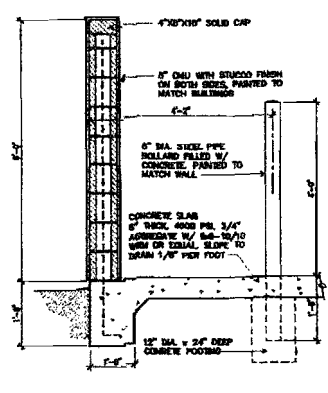 4"X8"X16" SOLID CAP
8" CMU WITH STUCCO FINISH
ON BOTH SIDES, PAINTED TO
MATCH BUILDINGS
4'-2"
6" DIA. STEEL PIPE
BOLLARD FILLED W/
CONCRETE, PAINTED TO
MATCH WALL
CONCRETE SLAB
6" THICK, 4000 PSI, 3/4"
AGGREGATE W/ 6x6-10/10
WWM OR EQUAL, SLOPE TO
DRAIN 1/8" PER FOOT
12" DIA. x 24" DEEP
CONCRETE FOOTING